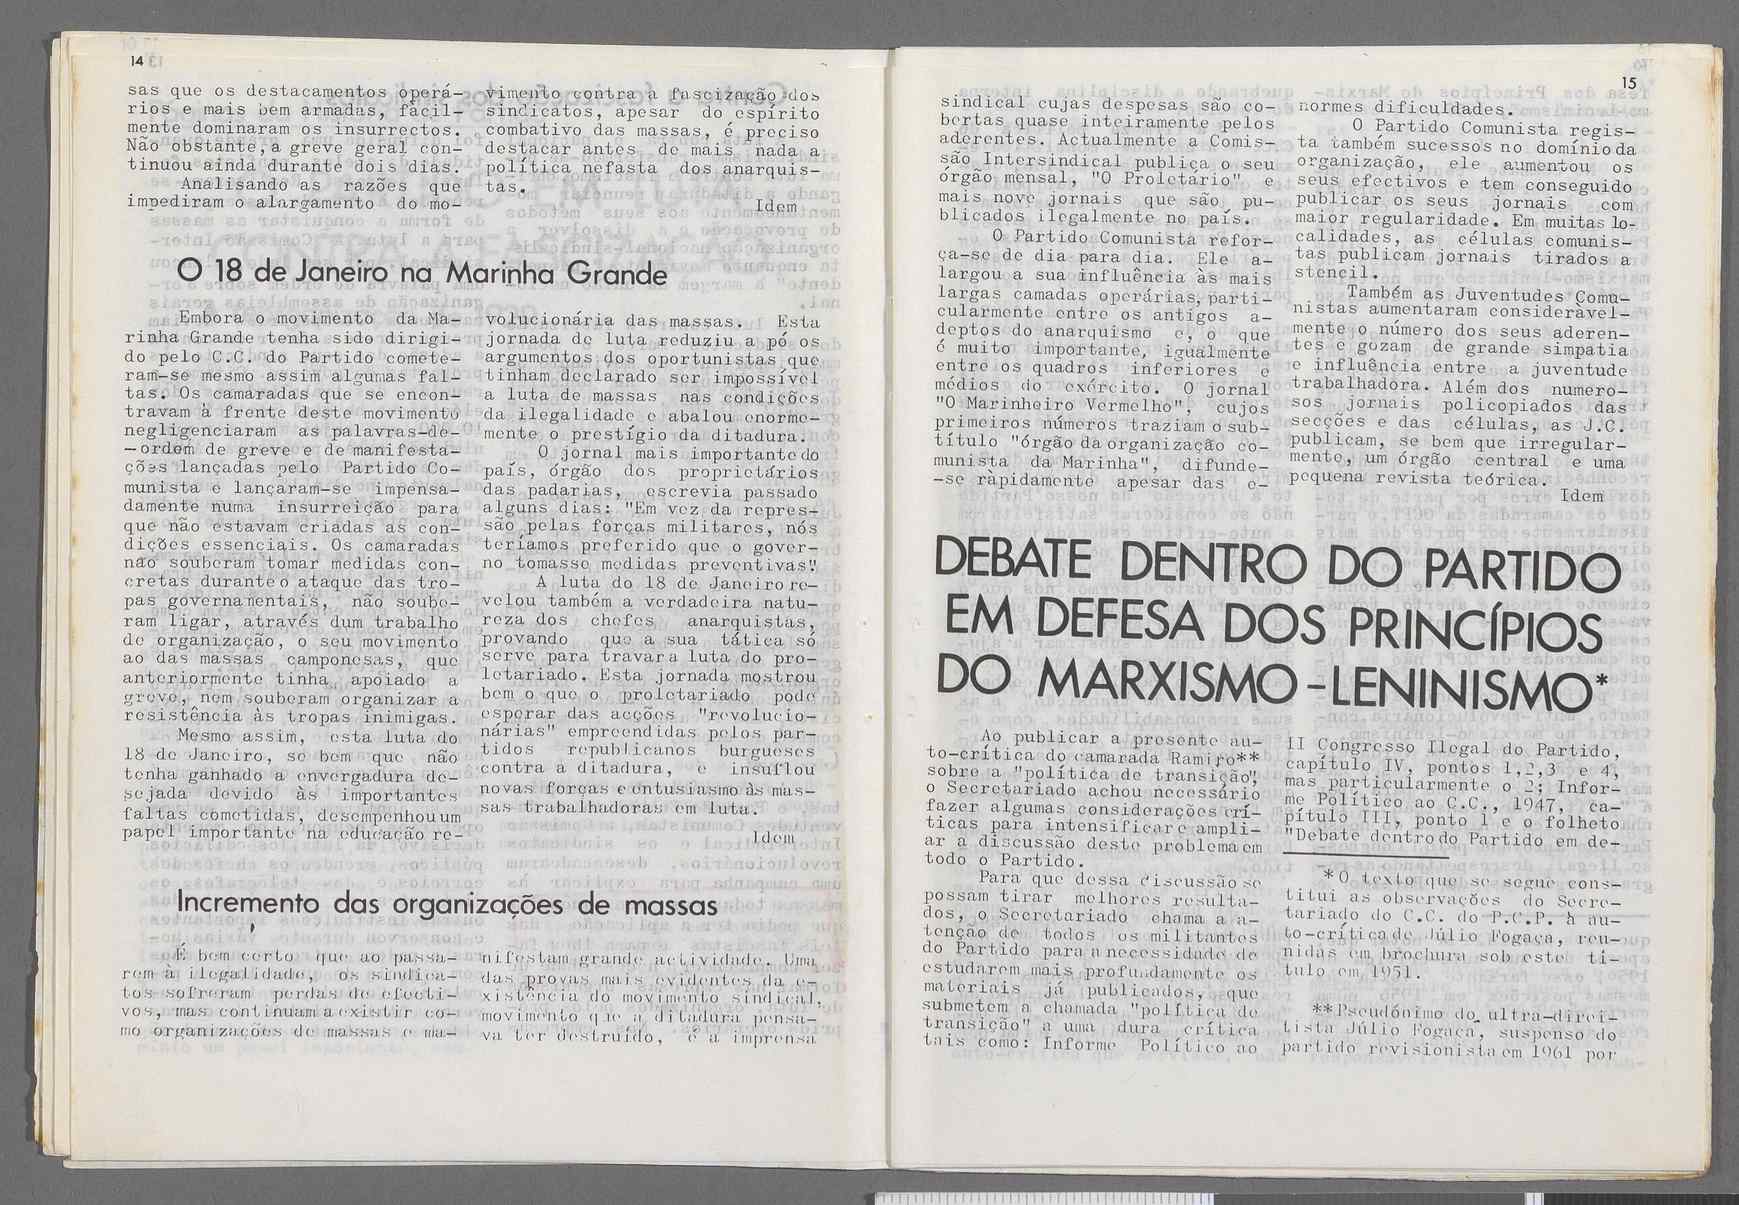 14
sas que os destacamentos operá-
rios e mais bem armadas, fàcil-
mente dominaram os insurrectos.
Não obstante, a greve geral con-
tinuou ainda durante dois dias.
Analisando as razões que
impediram o alargamento do mo-
vimento contra a fascização dos
sindicatos, apesar do espírito
combativo das massas, é preciso
destacar antes de mais nada a
política nefasta dos anarquis-
tas.
Idem
O 18 de Janeiro na Marinha Grande
Embora o movimento da Ma-
rinha Grande tenha sido dirigi-
do pelo C.C. do Partido comete-
ram-se mesmo assim algumas fal-
tas. Os camaradas que se encon-
travam à frente deste movimento
negligenciaram as palavras-de-
-ordem de greve e de manifesta-
ções lançadas pelo Partido Co-
munista e lançaram-se impensa-
damente numa insurreição para
que não estavam criadas as con-
dições essenciais. Os camaradas
não souberam tomar medidas con-
cretas durante o ataque das tro-
pas governamentais, não soube-
ram ligar, através dum trabalho
de organização, o seu movimento
ao das massas camponesas, que
anteriormente tinha apoiado a
greve, nem souberam organizar a
resistência às tropas inimigas.
Mesmo assim, esta luta do
18 de Janeiro, se bem que não
tenha ganhado a envergadura de-
sejada devido às importantes
faltas cometidas, desempenhou um
papel importante na educação re-
volucionária das massas. Esta
jornada de luta reduziu a pó os
argumentos dos oportunistas que
tinham declarado ser impossível
a luta de massas nas condições
da ilegalidade e abalou enorme-
mente o prestígio da ditadura.
O jornal mais importante do
país, órgão dos proprietários
das padarias, escrevia passado
alguns dias: "Em vez da repres-
são pelas forças militares, nós
teríamos preferido que o gover-
no tomasse medidas preventivas".
A luta do 18 de Janeiro re-
velou também a verdadeira natu-
reza dos chefes anarquistas,
provando que a sua tática só
serve para travar a luta do pro-
letariado. Esta jornada mostrou
bem o que o proletariado pode
esperar das acções "revolucio-
nárias" empreendidas pelos par-
tidos republicanos burgueses
contra a ditadura, e insuflou
novas forças e entusiasmo às mas-
sas trabalhadoras em luta.
Idem
Incremento das organizações de massas
É bem certo que ao passa-
rem à ilegalidade, os sindica-
tos sofreram perdas de efecti-
vos, mas continuam a existir co-
mo organizações de massas e ma-
nifestam grande actividade. Uma
das provas mais evidentes da e-
xistência do movimento sindical,
movimento que a ditadura pensa-
va ter destruído, é a imprensa
15
sindical cujas despesas são co-
bertas quase inteiramente pelos
aderentes. Actualmente a Comis-
são Intersindical publica o seu
órgão mensal, "O Proletário" e
mais nove jornais que são pu-
blicados ilegalmente no país.
O Partido Comunista refor-
ça-se de dia para dia. Ele a-
largou a sua influência às mais
largas camadas operárias, parti-
cularmente entre os antigos a-
deptos do anarquismo e, o que
é muito importante, igualmente
entre os quadros inferiores e
médios do exército. O jornal
"O Marinheiro Vermelho", cujos
primeiros números traziam o sub-
título "órgão da organização co-
munista da Marinha", difunde-
-se ràpidamente apesar das e-
normes dificuldades.
O Partido Comunista regis-
ta também sucessos no domínio da
organização, ele aumentou os
seus efectivos e tem conseguido
publicar os seus jornais com
maior regularidade. Em muitas lo-
calidades, as células comunis-
tas publicam jornais tirados a
stencil.
Também as Juventudes Comu-
nistas aumentaram consideràvel-
mente o número dos seus aderen-
tes e gozam de grande simpatia
e influência entre a juventude
trabalhadora. Além dos numero-
sos jornais policopiados das
secções e das células, as J.C.
publicam, se bem que irregular-
mente, um órgão central e uma
pequena revista teórica.
Idem
DEBATE DENTRO DO PARTIDO
EM DEFESA DOS PRINCÍPIOS
DO MARXISMO-LENINISMO*
Ao publicar a presente au-
to-crítica do camarada Ramiro**
sobre a "política de transição",
o Secretariado achou necessário
fazer algumas considerações crí-
ticas para intensificar e ampli-
ar a discussão deste problema em
todo o Partido.
Para que dessa discussão se
possam tirar melhores resulta-
dos, o Secretariado chama a a-
tenção de todos os militantes
do Partido para a necessidade de
estudarem mais profundamente os
materiais já publicados, que
submetem a chamada "política de
transição" a uma dura crítica
tais como: Informe Político ao
II Congresso Ilegal do Partido,
capítulo IV, pontos 1,2,3 e 4,
mas particularmente o 2; Infor-
me Político ao C.C., 1947, ca-
pítulo III, ponto 1 e o folheto
"Debate dentro do Partido em de-
*O texto que se segue cons-
titui as observações do Secre-
tariado do C.C. do P.C.P. à au-
to-crítica de Júlio Fogaça, reu-
nidas em brochura sob este tí-
tulo em 1951.
**Pseudónimo do ultra-direi-
tista Júlio Fogaça, suspenso do
partido revisionista em 1961 por